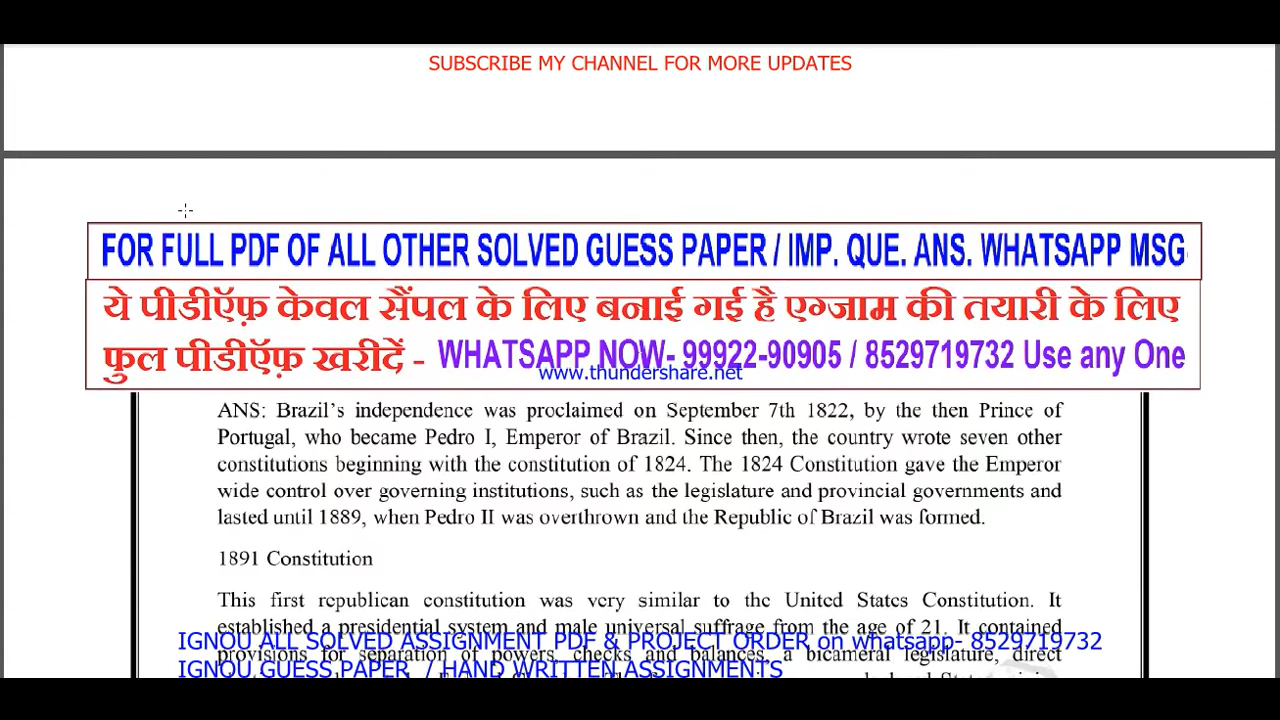 SUBSCRIBE MY CHANNEL FOR MORE UPDATES
FOR FULL PDF OF ALL OTHER SOLVED GUESS PAPER / IMP. QUE. ANS. WHATSAPP MSG
ये पीडीऍफ़ केवल सैंपल के लिए बनाई गई है एग्जाम की तयारी के लिए
फुल पीडीऍफ़ खरीदें - WHATSAPP NOW- 99922-90905 / 8529719732 Use any One
www.thundershare.net
ANS: Brazil's independence was proclaimed on September 7th 1822, by the then Prince of
Portugal, who became Pedro I, Emperor of Brazil. Since then, the country wrote seven other
constitutions beginning with the constitution of 1824. The 1824 Constitution gave the Emperor
wide control over governing institutions, such as the legislature and provincial governments and
lasted until 1889, when Pedro II was overthrown and the Republic of Brazil was formed.
1891 Constitution
This first republican constitution was very similar to the United States Constitution. It
established a presidential system and male universal suffrage from the age of 21. It contained
IGNOU ALL SOLVED ASSIGNMENT PDF & PROJECT ORDER on whatsapp- 8529719732
provisions for separation of powers, checks and balances, a bicameral legislature, direct
IGNOU GUESS PAPER / HAND WRITTEN ASSIGNMENTS